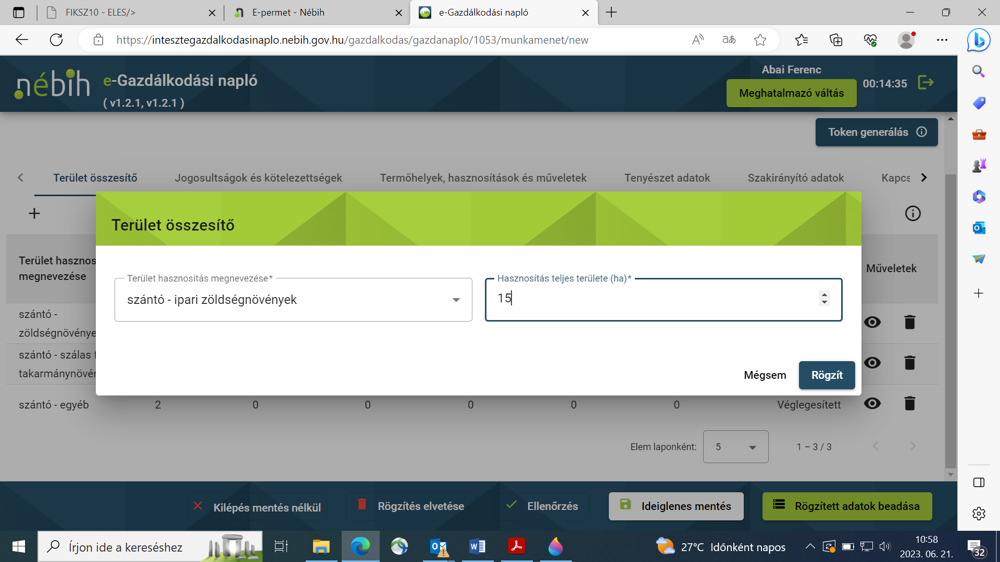 FIKSZ10 - ELES/>
E-permet - Nébih
e-Gazdálkodási napló
https://intesztegazdalkodasinaplo.nebih.gov.hu/gazdalkodas/gazdanaplo/1053/munkamenet/new
nébih
e-Gazdálkodási napló
( v1.2.1, v1.2.1 )
Abai Ferenc
Meghatalmazó váltás
00:14:35
Token generálás
Terület összesítő
Jogosultságok és kötelezettségek
Termőhelyek, hasznosítások és műveletek
Tenyészet adatok
Szakirányító adatok
Kapcs
Terület összesítő
Terület hasznos
megnevezése
Műveletek
Terület hasznosítás megnevezése*
szántó - ipari zöldségnövények
Hasznosítás teljes területe (ha)*
15
Mégsem
Rögzít
szántó -
zöldségnövénye
szántó - szálas
takarmánynövén
szántó - egyéb 2 0 0 0 0 0 Véglegesített
Elem laponként: 5 1 – 3 / 3
Kilépés mentés nélkül
Rögzítés elvetése
Ellenőrzés
Ideiglenes mentés
Rögzített adatok beadása
Írjon ide a kereséshez
27°C Időnként napos
10:58
2023. 06. 21.
32